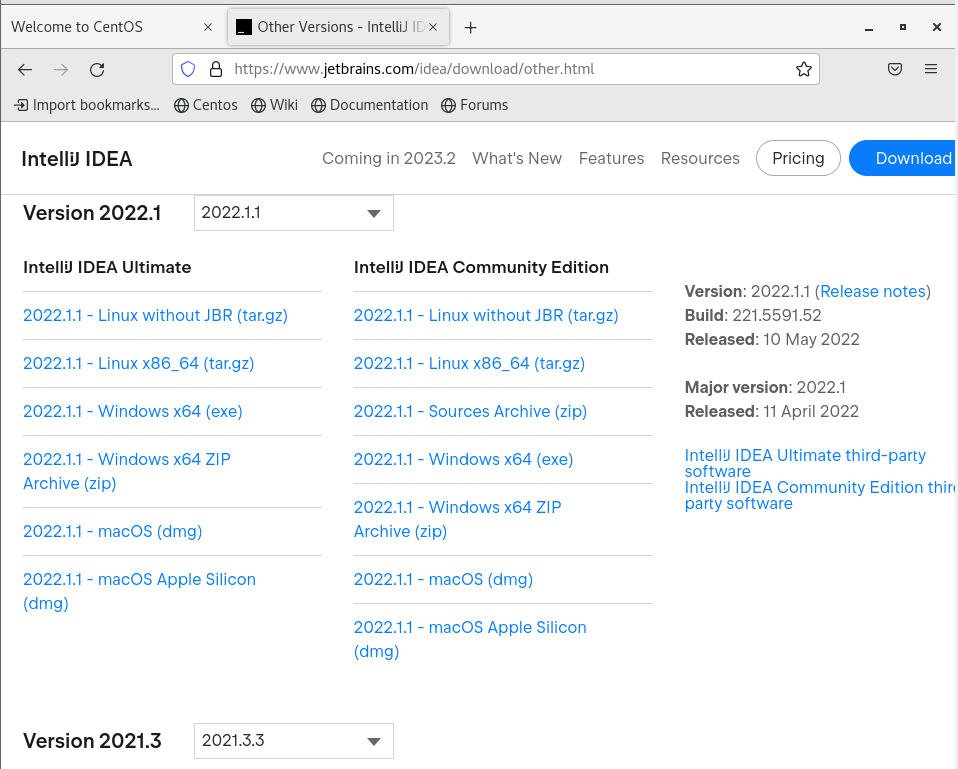 Welcome to CentOS
Other Versions - IntelliJ ID
https://www.jetbrains.com/idea/download/other.html
Import bookmarks... Centos Wiki Documentation Forums
IntelliJ IDEA Coming in 2023.2 What's New Features Resources Pricing Download
Version 2022.1 2022.1.1
IntelliJ IDEA Ultimate
2022.1.1 - Linux without JBR (tar.gz)
2022.1.1 - Linux x86_64 (tar.gz)
2022.1.1 - Windows x64 (exe)
2022.1.1 - Windows x64 ZIP
Archive (zip)
2022.1.1 - macOS (dmg)
2022.1.1 - macOS Apple Silicon
(dmg)
IntelliJ IDEA Community Edition
2022.1.1 - Linux without JBR (tar.gz)
2022.1.1 - Linux x86_64 (tar.gz)
2022.1.1 - Sources Archive (zip)
2022.1.1 - Windows x64 (exe)
2022.1.1 - Windows x64 ZIP
Archive (zip)
2022.1.1 - macOS (dmg)
2022.1.1 - macOS Apple Silicon
(dmg)
Version: 2022.1.1 (Release notes)
Build: 221.5591.52
Released: 10 May 2022
Major version: 2022.1
Released: 11 April 2022
IntelliJ IDEA Ultimate third-party
software
IntelliJ IDEA Community Edition thir
party software
Version 2021.3 2021.3.3